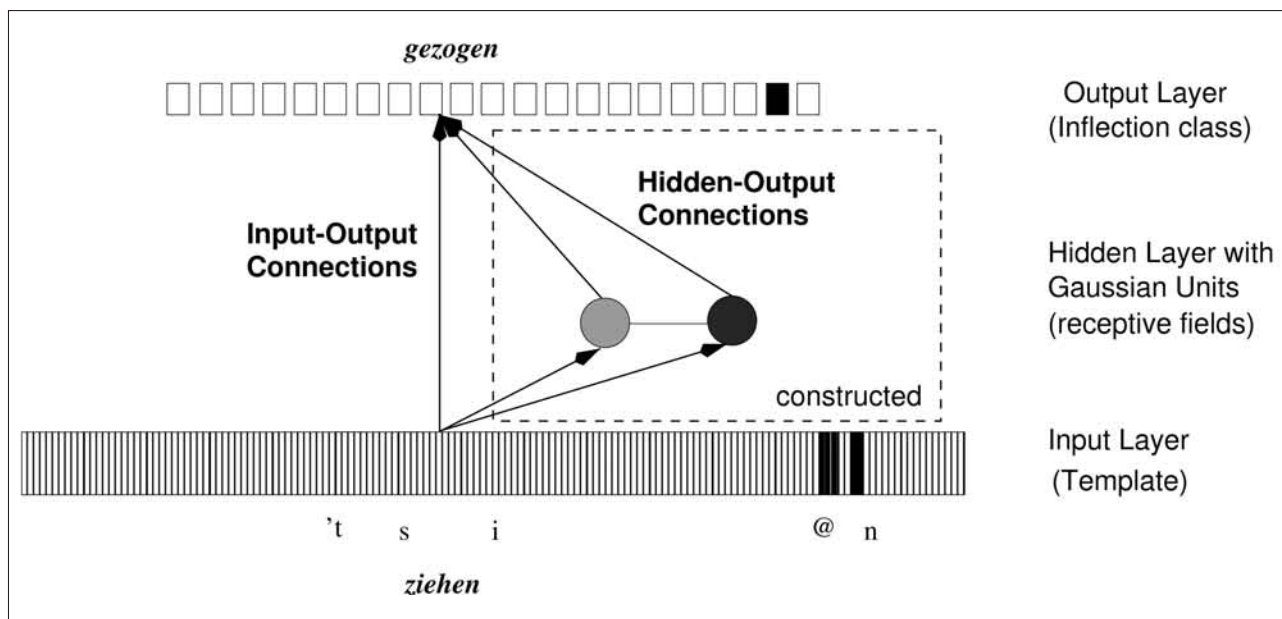 gezogen
Output Layer
(Inflection class)
Hidden-Output
Connections
Input-Output
Connections
Hidden Layer with
Gaussian Units
(receptive fields)
constructed
Input Layer
(Template)
't s i @ n
ziehen